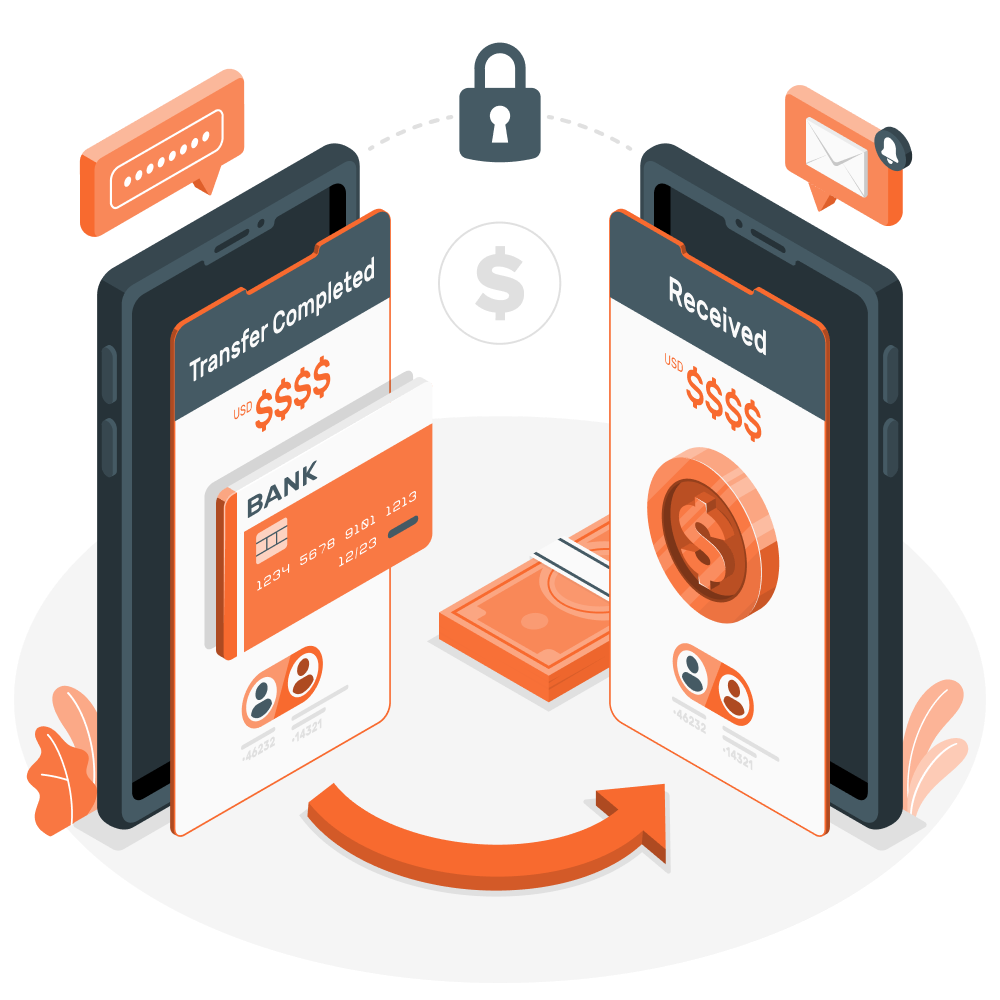 Transfer Completed
USD $$$$
BANK
1234 5678 9101 1213
12/23
-46232
-14321
$
Received
USD $$$$
$
-46232
-14321